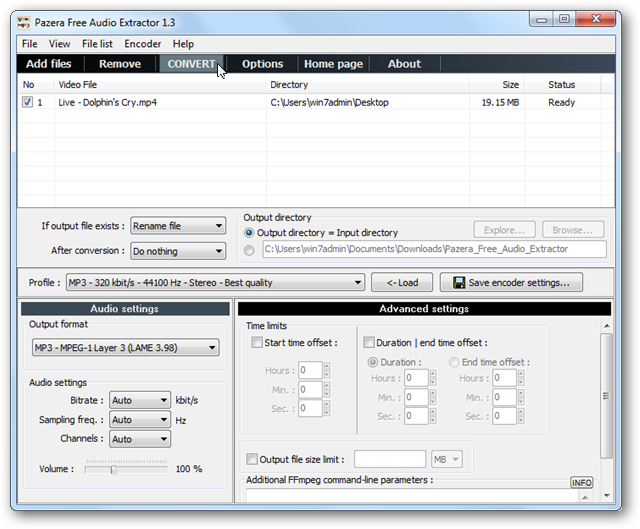 Pazera Free Audio Extractor 1.3
File View File list Encoder Help
Add files Remove CONVERT Options Home page About
No Video File Directory Size Status
1 Live - Dolphin's Cry.mp4 C:\Users\win7admin\Desktop 19.15 MB Ready
If output file exists : Rename file
After conversion : Do nothing
Output directory
Output directory = Input directory Explore... Browse...
C:\Users\win7admin\Documents\Downloads\Pazera_Free_Audio_Extractor
Profile : MP3 - 320 kbit/s - 44100 Hz - Stereo - Best quality <- Load Save encoder settings...
Audio settings
Output format
MP3 - MPEG-1 Layer 3 (LAME 3.98)
Audio settings
Bitrate : Auto kbit/s
Sampling freq. : Auto Hz
Channels : Auto
Volume : 100 %
Advanced settings
Time limits
Start time offset :
Hours : 0
Min. : 0
Sec. : 0
Duration | end time offset :
Duration : End time offset :
Hours : 0 Hours : 0
Min. : 0 Min. : 0
Sec. : 0 Sec. : 0
Output file size limit : MB
Additional FFmpeg command-line parameters : INFO